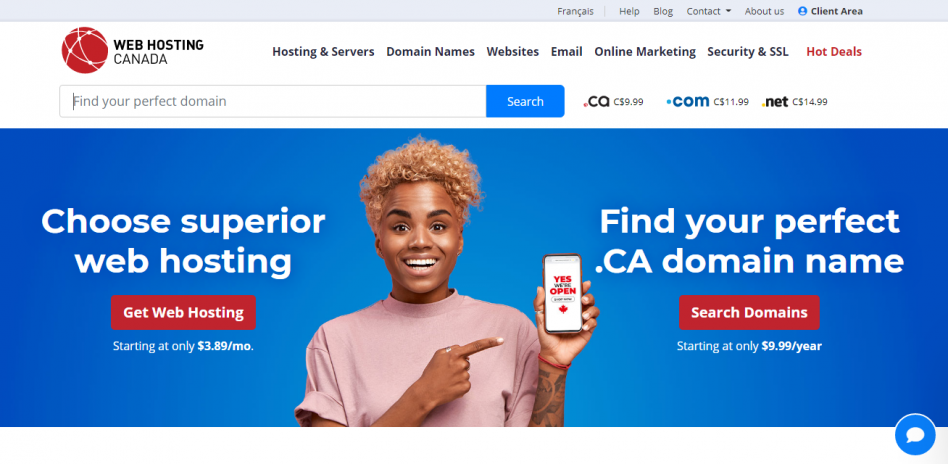 Français
Help
Blog
Contact
About us
Client Area
WEB HOSTING
CANADA
Hosting & Servers
Domain Names
Websites
Email
Online Marketing
Security & SSL
Hot Deals
Find your perfect domain
Search
.ca C$9.99
.com C$11.99
.net C$14.99
Choose superior
web hosting
Get Web Hosting
Starting at only $3.89/mo.
YES
WE'RE
OPEN
SHOP NOW
Find your perfect
.CA domain name
Search Domains
Starting at only $9.99/year